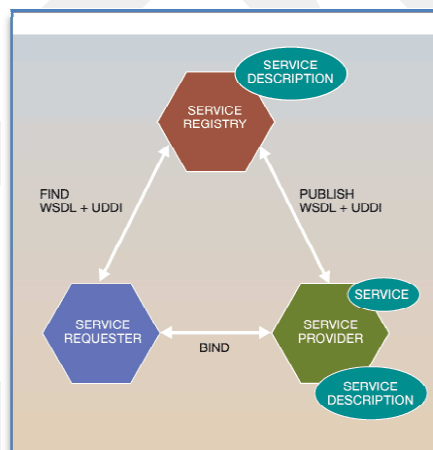 SERVICE
DESCRIPTION
SERVICE
REGISTRY
FIND
WSDL + UDDI
PUBLISH
WSDL + UDDI
SERVICE
SERVICE
REQUESTER
BIND
SERVICE
PROVIDER
SERVICE
DESCRIPTION